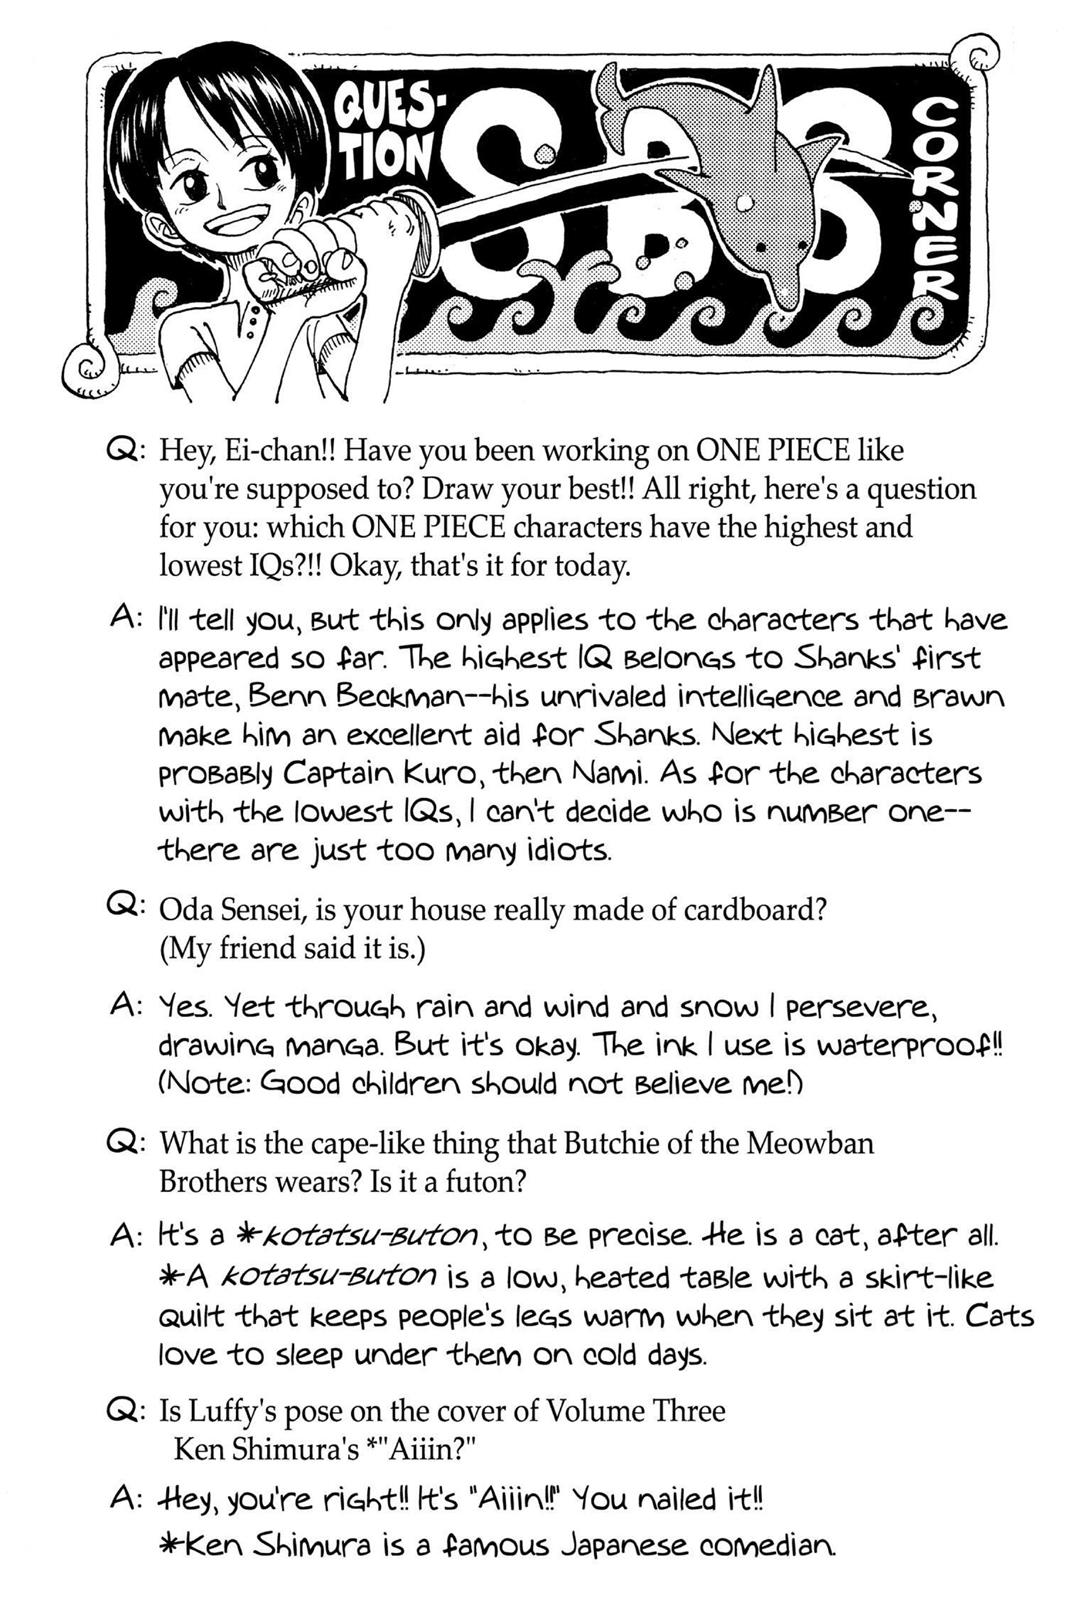 QUES-
TION
SBS
CORNER
Q: Hey, Ei-chan!! Have you been working on ONE PIECE like
you're supposed to? Draw your best!! All right, here's a question
for you: which ONE PIECE characters have the highest and
lowest IQs?!! Okay, that's it for today.
A: I'll tell you, but this only applies to the characters that have
appeared so far. The highest IQ belongs to Shanks' first
mate, Benn Beckman--his unrivaled intelligence and brawn
make him an excellent aid for Shanks. Next highest is
probably Captain Kuro, then Nami. As for the characters
with the lowest IQs, I can't decide who is number one--
there are just too many idiots.
Q: Oda Sensei, is your house really made of cardboard?
(My friend said it is.)
A: Yes. Yet through rain and wind and snow I persevere,
drawing manga. But it's okay. The ink I use is waterproof!!
(Note: Good children should not believe me!)
Q: What is the cape-like thing that Butchie of the Meowban
Brothers wears? Is it a futon?
A: It's a *kotatsu-buton, to be precise. He is a cat, after all.
*A kotatsu-buton is a low, heated table with a skirt-like
quilt that keeps people's legs warm when they sit at it. Cats
love to sleep under them on cold days.
Q: Is Luffy's pose on the cover of Volume Three
Ken Shimura's *"Aiiin?"
A: Hey, you're right!! It's "Aiiin!!" You nailed it!!
*Ken Shimura is a famous Japanese comedian.